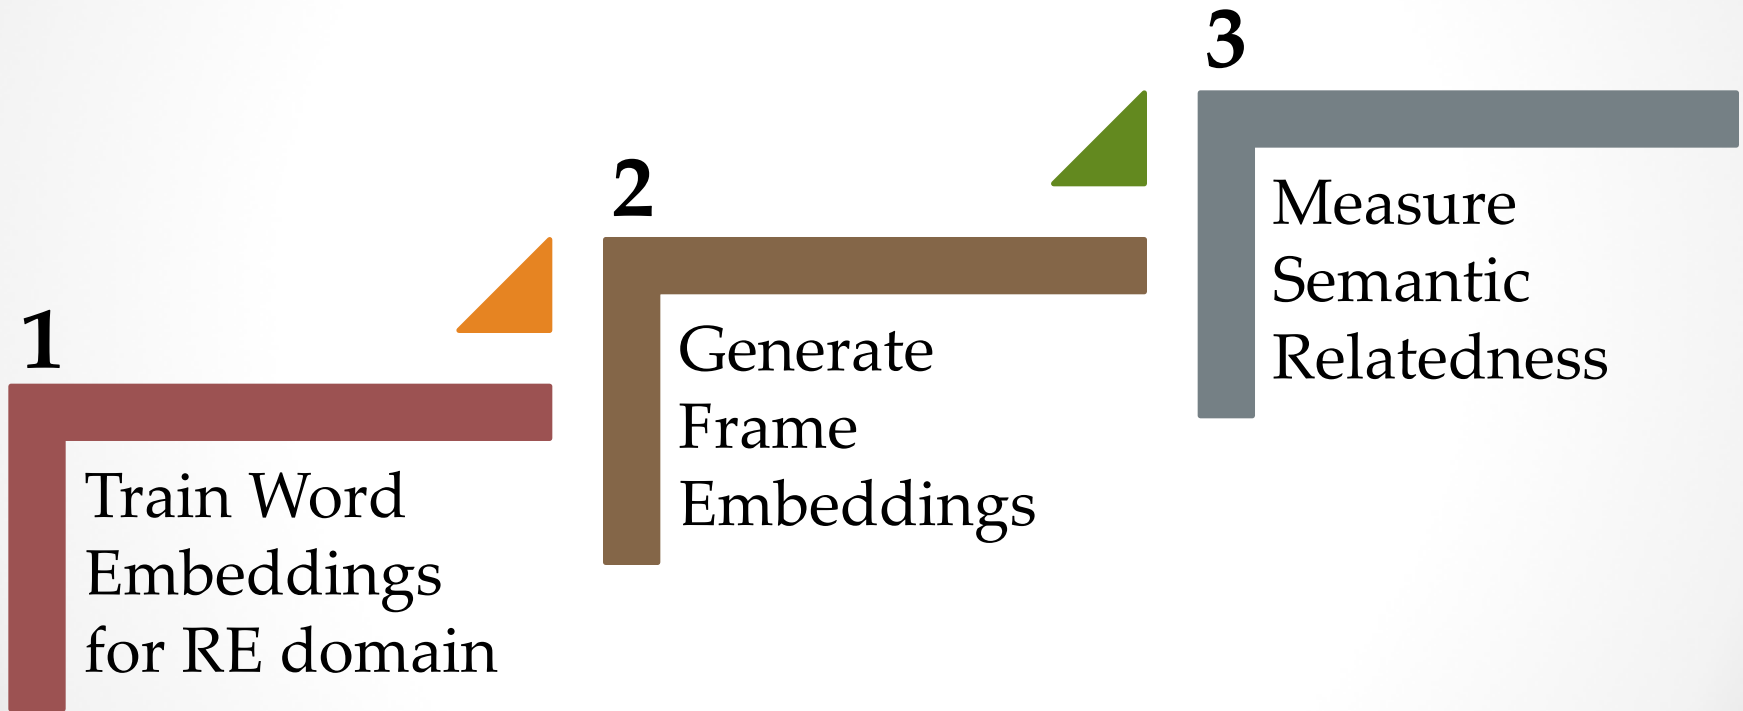 1
Train Word
Embeddings
for RE domain
2
Generate
Frame
Embeddings
3
Measure
Semantic
Relatedness